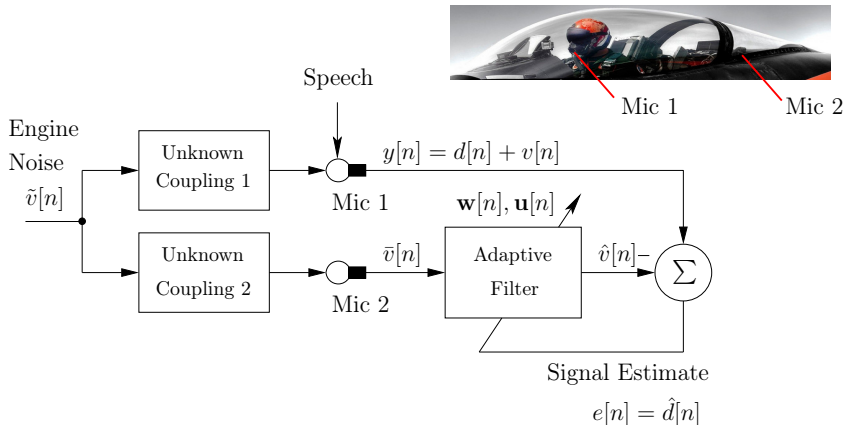 Speech
Mic 1
Mic 2
Engine
Noise
ṽ[n]
Unknown
Coupling 1
y[n] = d[n] + v[n]
Mic 1
w[n], u[n]
Unknown
Coupling 2
v̄[n]
Mic 2
Adaptive
Filter
v̂[n]
−
Σ
Signal Estimate
e[n] = d̂[n]